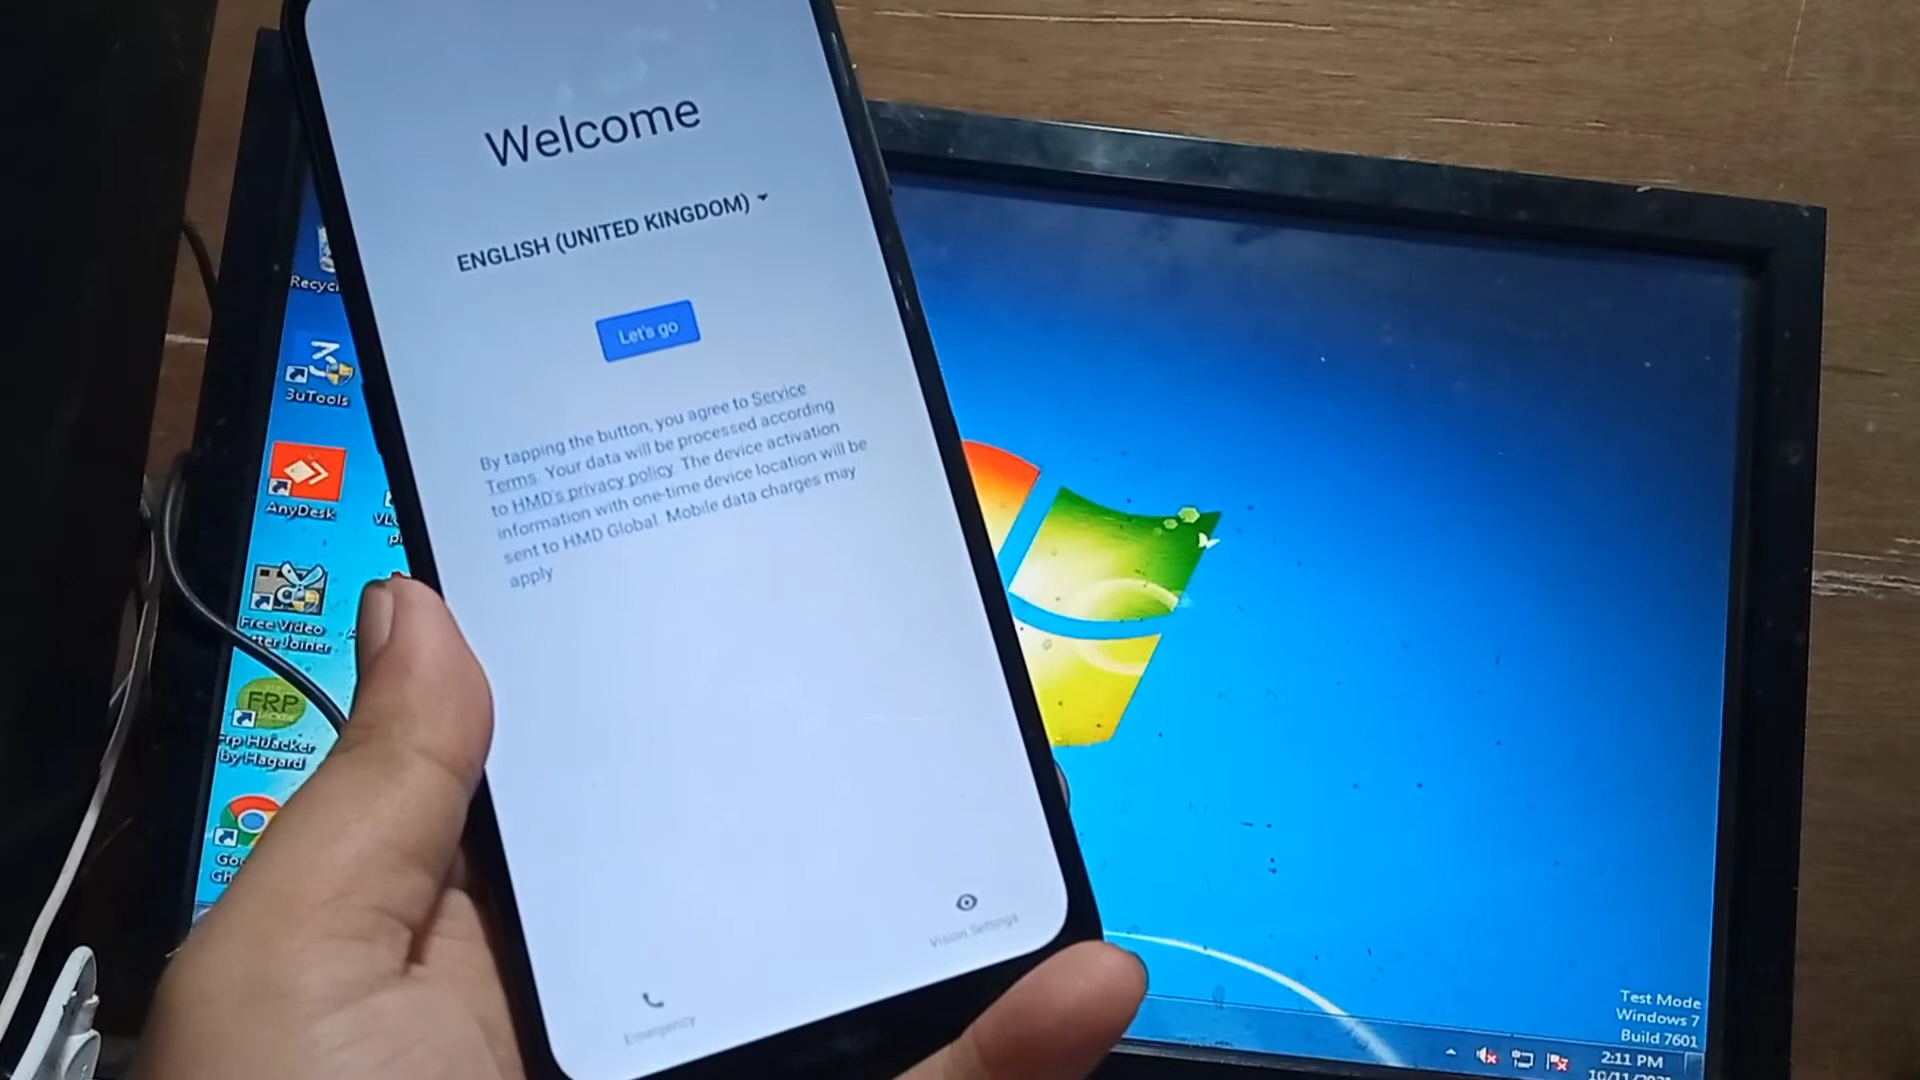 Welcome
ENGLISH (UNITED KINGDOM)
Let's go
By tapping the button, you agree to Service
Terms. Your data will be processed according
to HMD's privacy policy. The device activation
information with one-time device location will be
sent to HMD Global. Mobile data charges may
apply
Vision Settings
Emergency
3uTools
AnyDesk
Free Video
Joiner
FRP
Frp HiJacker
by Hagard
Test Mode
Windows 7
Build 7601
2:11 PM